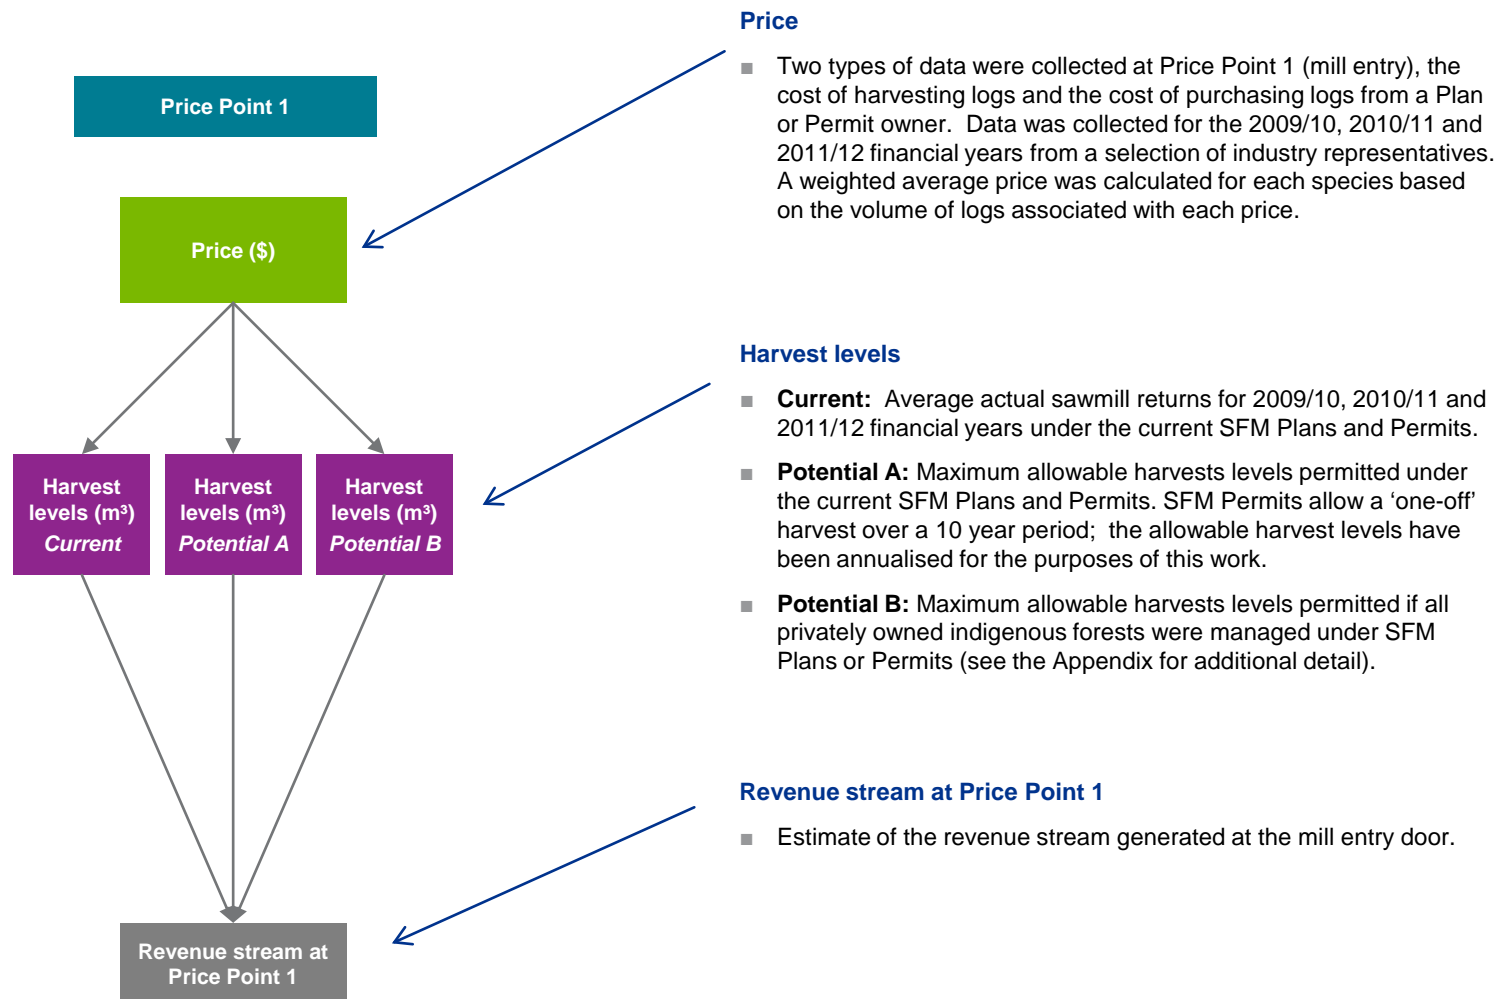 Price Point 1
Price ($)
Harvest
levels (m³)
Current
Harvest
levels (m³)
Potential A
Harvest
levels (m³)
Potential B
Revenue stream at
Price Point 1
Price
■ Two types of data were collected at Price Point 1 (mill entry), the
cost of harvesting logs and the cost of purchasing logs from a Plan
or Permit owner.  Data was collected for the 2009/10, 2010/11 and
2011/12 financial years from a selection of industry representatives.
A weighted average price was calculated for each species based
on the volume of logs associated with each price.
Harvest levels
■ Current:  Average actual sawmill returns for 2009/10, 2010/11 and
2011/12 financial years under the current SFM Plans and Permits.
■ Potential A: Maximum allowable harvests levels permitted under
the current SFM Plans and Permits. SFM Permits allow a ‘one-off’
harvest over a 10 year period;  the allowable harvest levels have
been annualised for the purposes of this work.
■ Potential B: Maximum allowable harvests levels permitted if all
privately owned indigenous forests were managed under SFM
Plans or Permits (see the Appendix for additional detail).
Revenue stream at Price Point 1
■ Estimate of the revenue stream generated at the mill entry door.